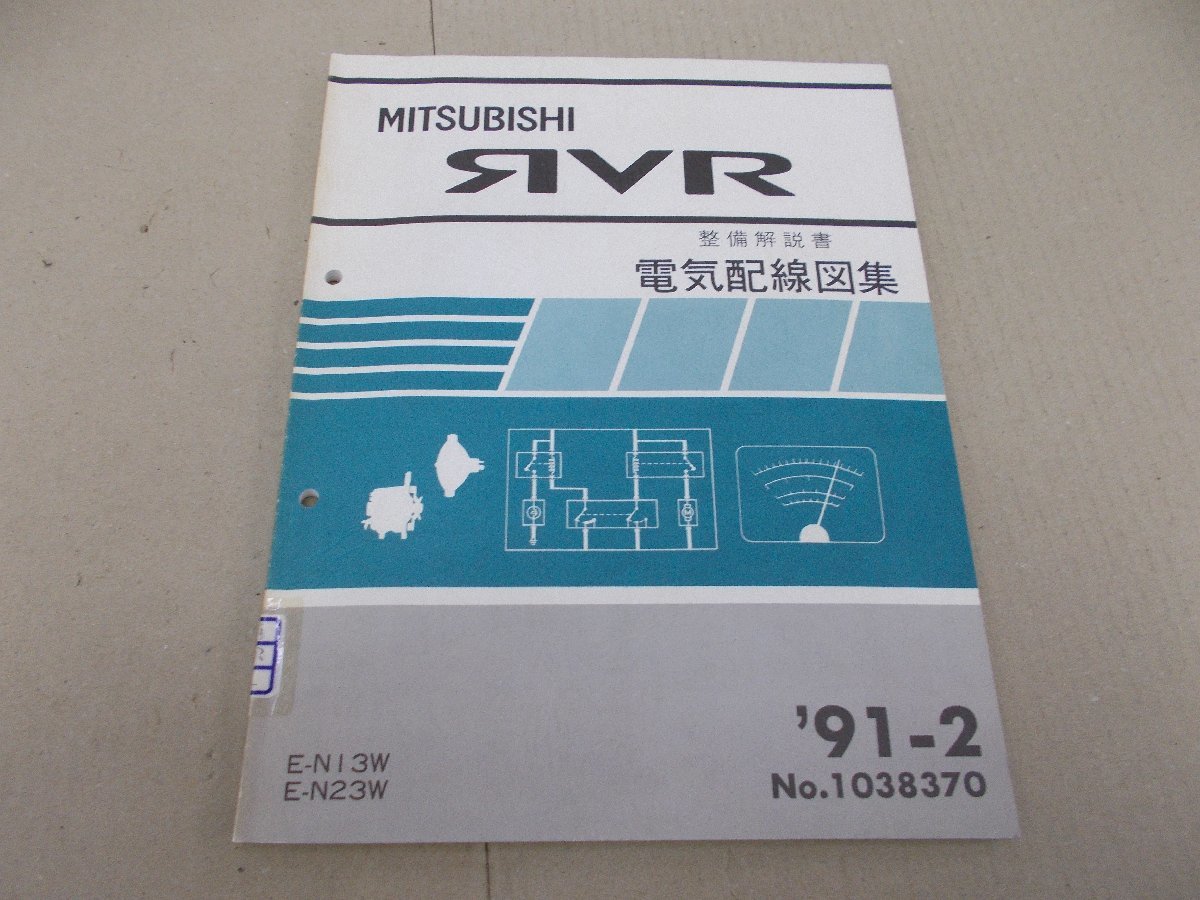 MITSUBISHI
RVR
整備解説書
電気配線図集
M
E-N13W
E-N23W
'91-2
No.1038370